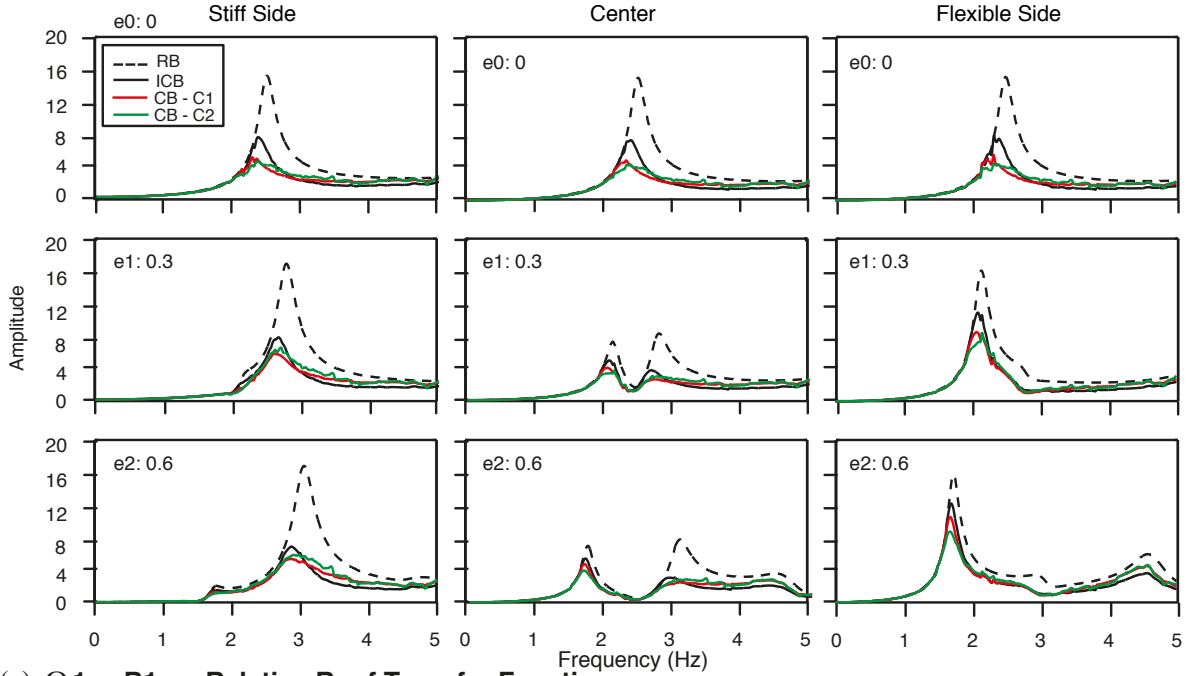 Stiff Side
Center
Flexible Side
e0: 0
e0: 0
e0: 0
RB
ICB
CB - C1
CB - C2
20
16
12
8
4
0
e1: 0.3
e1: 0.3
e1: 0.3
20
16
12
8
4
0
Amplitude
e2: 0.6
e2: 0.6
e2: 0.6
20
16
12
8
4
0
0 1 2 3 4 5
0 1 2 3 4 5
0 1 2 3 4 5
Frequency (Hz)